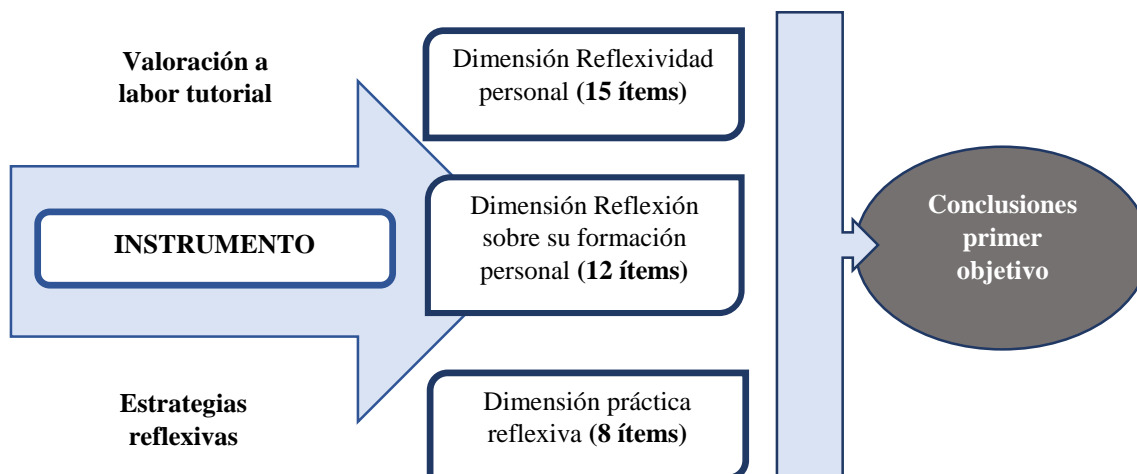 Valoración a
labor tutorial
INSTRUMENTO
Estrategias
reflexivas
Dimensión Reflexividad
personal (15 ítems)
Dimensión Reflexión
sobre su formación
personal (12 ítems)
Dimensión práctica
reflexiva (8 ítems)
Conclusiones
primer
objetivo